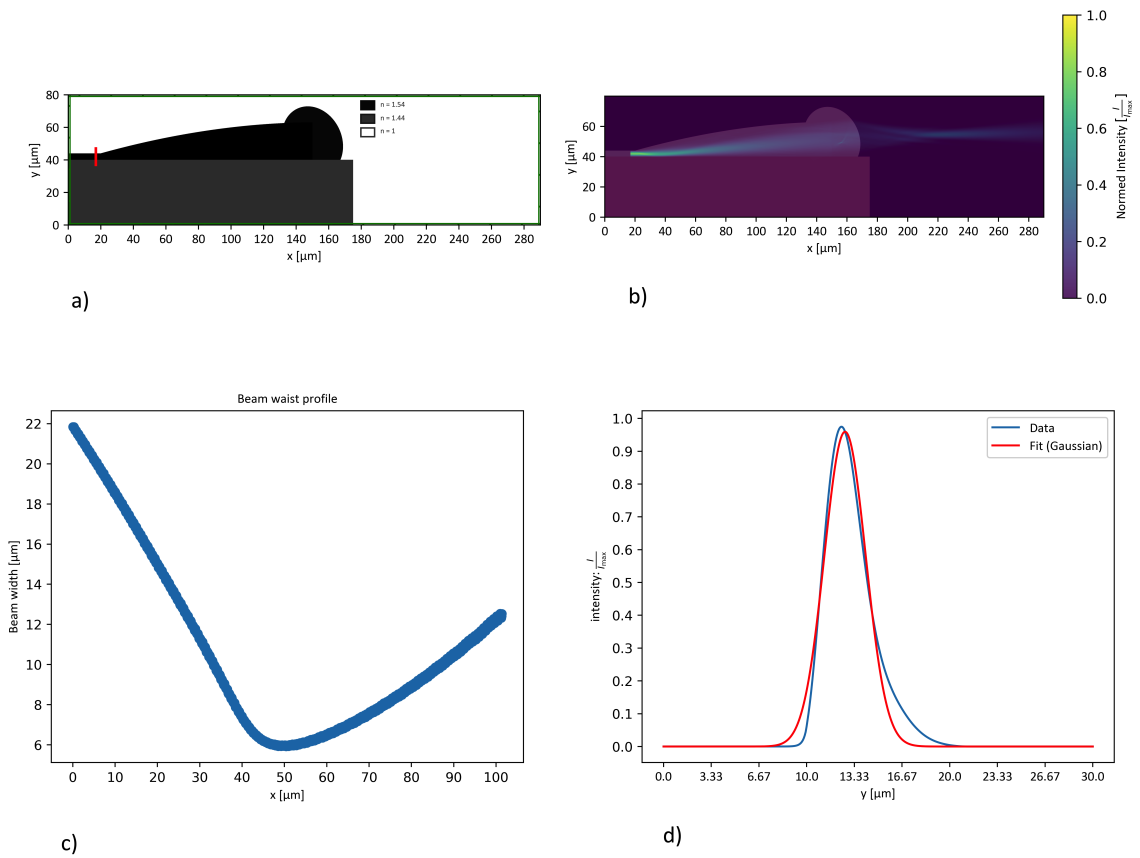 80
60
40
20
0
y [µm]
0 20 40 60 80 100 120 140 160 180 200 220 240 260 280
x [µm]
n = 1.54
n = 1.44
n = 1
a)
60
40
20
0
y [µm]
0 20 40 60 80 100 120 140 160 180 200 220 240 260 280
x [µm]
b)
1.0
0.8
0.6
0.4
0.2
0.0
Normed Intensity [I/Imax]
Beam waist profile
22
20
18
16
14
12
10
8
6
Beam width [µm]
0 10 20 30 40 50 60 70 80 90 100
x [µm]
c)
1.0
0.9
0.8
0.7
0.6
0.5
0.4
0.3
0.2
0.1
0.0
intensity: I/Imax
Data
Fit (Gaussian)
0.0 3.33 6.67 10.0 13.33 16.67 20.0 23.33 26.67 30.0
y [µm]
d)